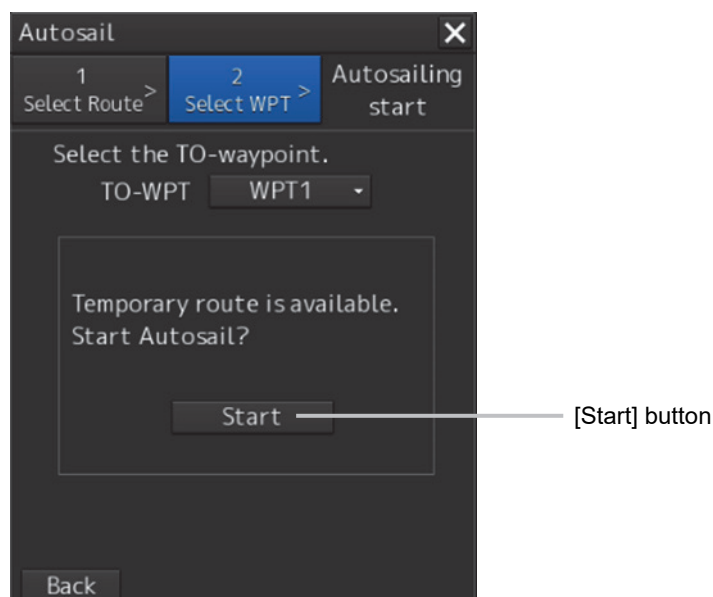 Autosail
1
Select Route >
2
Select WPT >
Autosailing
start
Select the TO-waypoint.
TO-WPT WPT1
Temporary route is available.
Start Autosail?
Start
[Start] button
Back